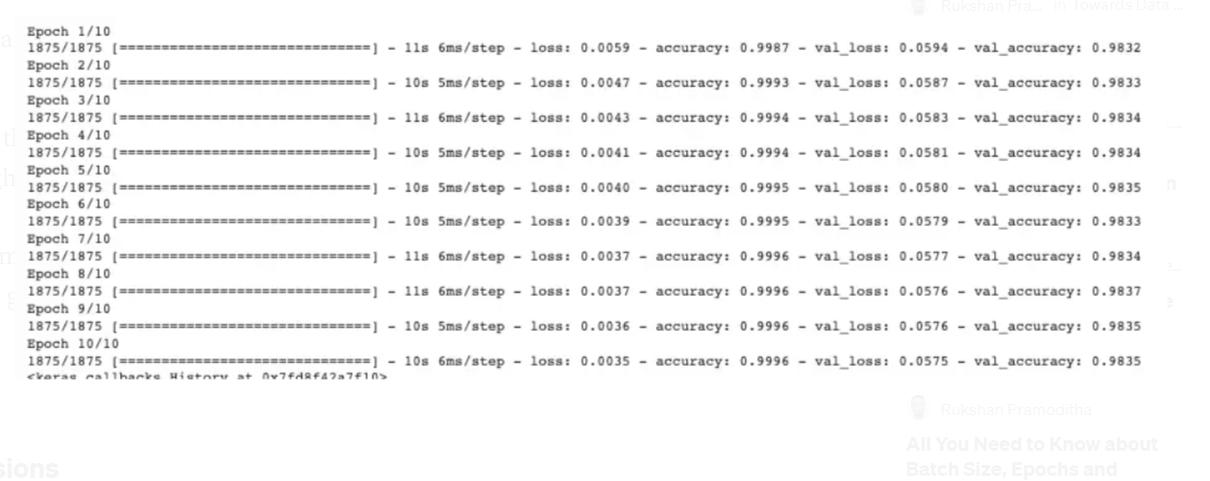 Rukshan Pra... in Towards Data ...
Epoch 1/10
1875/1875 [==============================] - 11s 6ms/step - loss: 0.0059 - accuracy: 0.9987 - val_loss: 0.0594 - val_accuracy: 0.9832
Epoch 2/10
1875/1875 [==============================] - 10s 5ms/step - loss: 0.0047 - accuracy: 0.9993 - val_loss: 0.0587 - val_accuracy: 0.9833
Epoch 3/10
1875/1875 [==============================] - 11s 6ms/step - loss: 0.0043 - accuracy: 0.9994 - val_loss: 0.0583 - val_accuracy: 0.9834
Epoch 4/10
1875/1875 [==============================] - 10s 5ms/step - loss: 0.0041 - accuracy: 0.9994 - val_loss: 0.0581 - val_accuracy: 0.9834
Epoch 5/10
1875/1875 [==============================] - 10s 5ms/step - loss: 0.0040 - accuracy: 0.9995 - val_loss: 0.0580 - val_accuracy: 0.9835
Epoch 6/10
1875/1875 [==============================] - 10s 5ms/step - loss: 0.0039 - accuracy: 0.9995 - val_loss: 0.0579 - val_accuracy: 0.9833
Epoch 7/10
1875/1875 [==============================] - 11s 6ms/step - loss: 0.0037 - accuracy: 0.9996 - val_loss: 0.0577 - val_accuracy: 0.9834
Epoch 8/10
1875/1875 [==============================] - 11s 6ms/step - loss: 0.0037 - accuracy: 0.9996 - val_loss: 0.0576 - val_accuracy: 0.9837
Epoch 9/10
1875/1875 [==============================] - 10s 5ms/step - loss: 0.0036 - accuracy: 0.9996 - val_loss: 0.0576 - val_accuracy: 0.9835
Epoch 10/10
1875/1875 [==============================] - 10s 6ms/step - loss: 0.0035 - accuracy: 0.9996 - val_loss: 0.0575 - val_accuracy: 0.9835
<keras.callbacks.History at 0x7fd8f42a7f10>
Rukshan Pramoditha
All You Need to Know about
Batch Size, Epochs and
sions